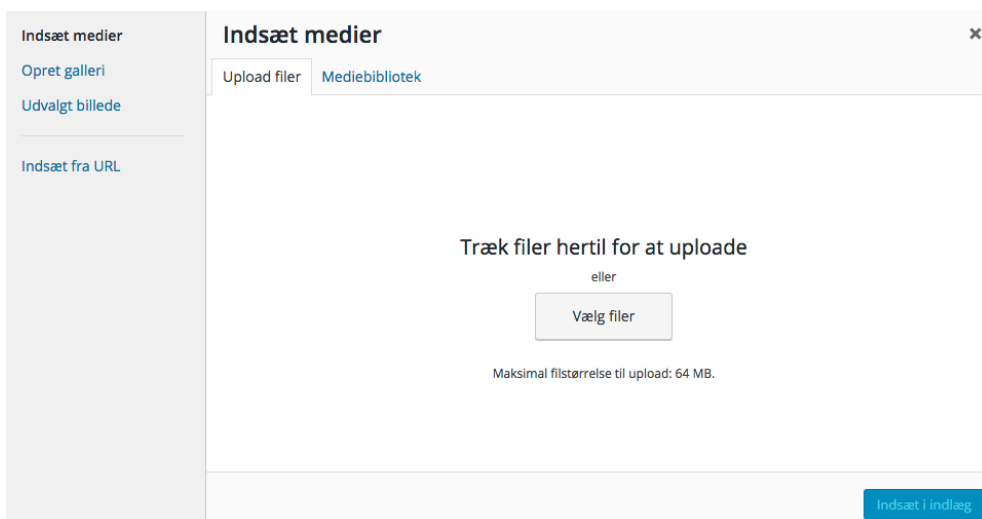 Indsæt medier
Opret galleri
Udvalgt billede
Indsæt fra URL
Indsæt medier
Upload filer Mediebibliotek
Træk filer hertil for at uploade
eller
Vælg filer
Maksimal filstørrelse til upload: 64 MB.
Indsæt i indlæg